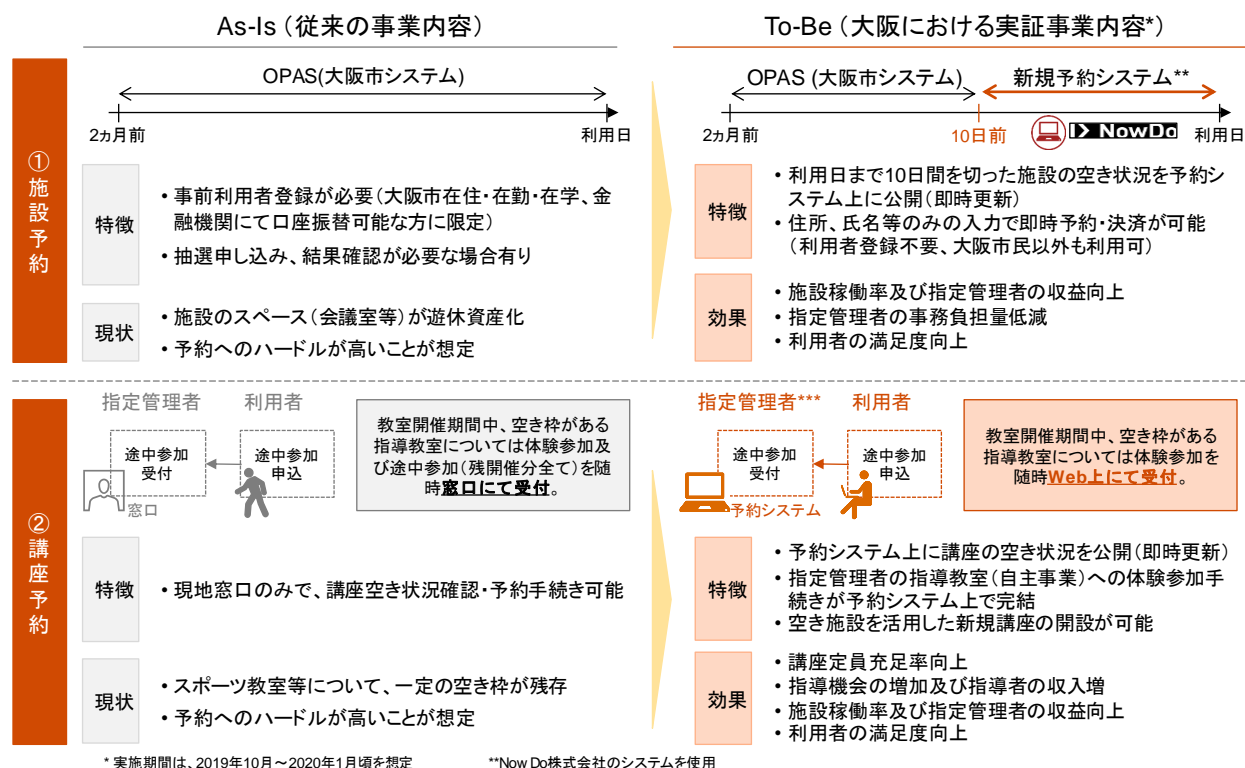 As-Is（従来の事業内容）
To-Be（大阪における実証事業内容*）
①施設予約
OPAS(大阪市システム)
2ヵ月前
利用日
OPAS (大阪市システム)
新規予約システム**
2ヵ月前
10日前
NowDo
利用日
特徴
・事前利用者登録が必要（大阪市在住・在勤・在学、金
融機関にて口座振替可能な方に限定）
・抽選申し込み、結果確認が必要な場合有り
現状
・施設のスペース（会議室等）が遊休資産化
・予約へのハードルが高いことが想定
特徴
・利用日まで10日間を切った施設の空き状況を予約シ
ステム上に公開（即時更新）
・住所、氏名等のみの入力で即時予約・決済が可能
（利用者登録不要、大阪市民以外も利用可）
効果
・施設稼働率及び指定管理者の収益向上
・指定管理者の事務負担量低減
・利用者の満足度向上
②講座予約
指定管理者
利用者
途中参加
受付
途中参加
申込
窓口
教室開催期間中、空き枠がある
指導教室については体験参加及
び途中参加（残開催分全て）を随
時窓口にて受付。
指定管理者***
利用者
途中参加
受付
途中参加
申込
予約システム
教室開催期間中、空き枠がある
指導教室については体験参加を
随時Web上にて受付。
特徴
・現地窓口のみで、講座空き状況確認・予約手続き可能
現状
・スポーツ教室等について、一定の空き枠が残存
・予約へのハードルが高いことが想定
特徴
・予約システム上に講座の空き状況を公開（即時更新）
・指定管理者の指導教室（自主事業）への体験参加手
続きが予約システム上で完結
・空き施設を活用した新規講座の開設が可能
効果
・講座定員充足率向上
・指導機会の増加及び指導者の収入増
・施設稼働率及び指定管理者の収益向上
・利用者の満足度向上
* 実施期間は、2019年10月～2020年1月頃を想定
**Now Do株式会社のシステムを使用